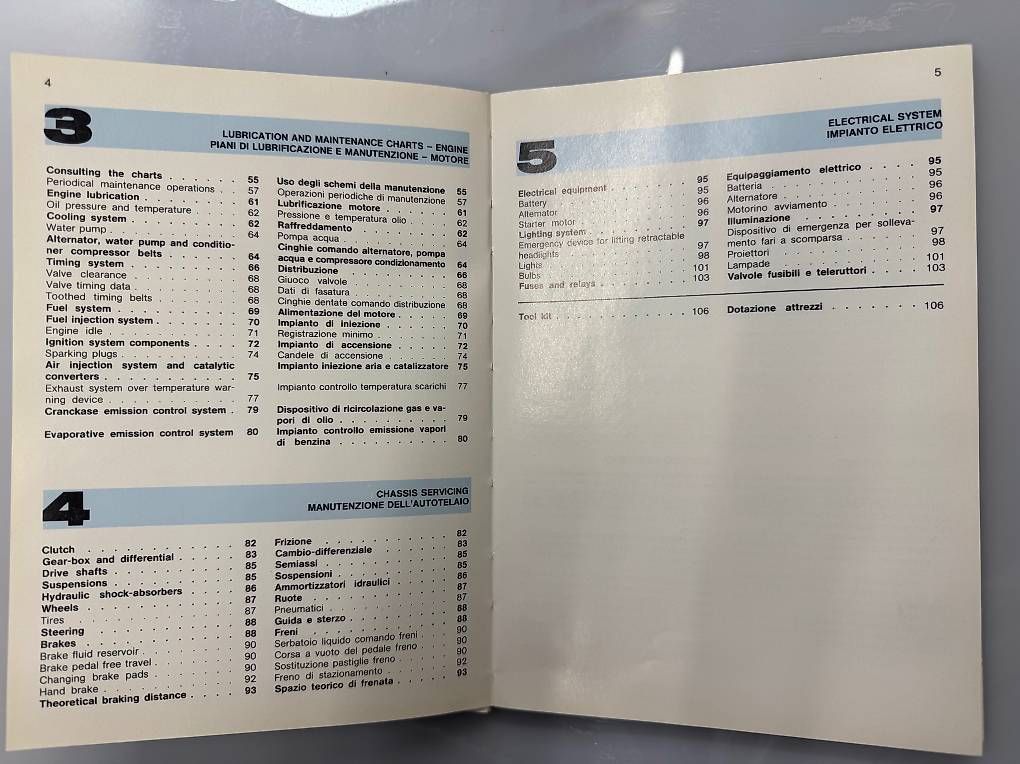 4
3
LUBRICATION AND MAINTENANCE CHARTS – ENGINE
PIANI DI LUBRIFICAZIONE E MANUTENZIONE – MOTORE
Consulting the charts . . . . . . . 55
Periodical maintenance operations . . 57
Engine lubrication . . . . . . . . . 61
Oil pressure and temperature . . . . 62
Cooling system . . . . . . . . . . 62
Water pump . . . . . . . . . . . . 64
Alternator, water pump and conditio-
ner compressor belts . . . . . . . 64
Timing system . . . . . . . . . . 66
Valve clearance . . . . . . . . . . 68
Valve timing data . . . . . . . . . 68
Toothed timing belts . . . . . . . . 68
Fuel system . . . . . . . . . . . 69
Fuel injection system . . . . . . . . 70
Engine idle . . . . . . . . . . . . 71
Ignition system components . . . . 72
Sparking plugs . . . . . . . . . . 74
Air injection system and catalytic
converters . . . . . . . . . . . 75
Exhaust system over temperature war-
ning device . . . . . . . . . . . 77
Cranckase emission control system . 79
Evaporative emission control system 80
Uso degli schemi della manutenzione 55
Operazioni periodiche di manutenzione 57
Lubrificazione motore . . . . . . . 61
Pressione e temperatura olio . . . . 62
Raffreddamento . . . . . . . . . 62
Pompa acqua . . . . . . . . . . . 64
Cinghie comando alternatore, pompa
acqua e compressore condizionamento 64
Distribuzione . . . . . . . . . . 66
Giuoco valvole . . . . . . . . . . 68
Dati di fasatura . . . . . . . . . . 68
Cinghie dentate comando distribuzione 68
Alimentazione del motore . . . . . . 69
Impianto di iniezione . . . . . . . 70
Registrazione minimo . . . . . . . . 71
Impianto di accensione . . . . . . 72
Candele di accensione . . . . . . . 74
Impianto iniezione aria e catalizzatore 75
Impianto controllo temperatura scarichi 77
Dispositivo di ricircolazione gas e va-
pori di olio . . . . . . . . . . . 79
Impianto controllo emissione vapori
di benzina . . . . . . . . . . . 80
4
CHASSIS SERVICING
MANUTENZIONE DELL'AUTOTELAIO
Clutch . . . . . . . . . . . . . 82
Gear-box and differential . . . . . . 83
Drive shafts . . . . . . . . . . . 85
Suspensions . . . . . . . . . . . 85
Hydraulic shock-absorbers . . . . . 86
Wheels . . . . . . . . . . . . . 87
Tires . . . . . . . . . . . . . . 87
Steering . . . . . . . . . . . . 88
Brakes . . . . . . . . . . . . . 88
Brake fluid reservoir . . . . . . . . 90
Brake pedal free travel . . . . . . . 90
Changing brake pads . . . . . . . . 90
Hand brake . . . . . . . . . . . . 92
Theoretical braking distance . . . . 93
Frizione . . . . . . . . . . . . 82
Cambio-differenziale . . . . . . . 83
Semiassi . . . . . . . . . . . . 85
Sospensioni . . . . . . . . . . . 85
Ammortizzatori idraulici . . . . . . 86
Ruote . . . . . . . . . . . . . 87
Pneumatici . . . . . . . . . . . . 87
Guida e sterzo . . . . . . . . . . 88
Freni . . . . . . . . . . . . . . 88
Serbatoio liquido comando freni . . . 90
Corsa a vuoto del pedale freno . . . 90
Sostituzione pastiglie freno . . . . . 90
Freno di stazionamento . . . . . . . 92
Spazio teorico di frenata . . . . . . 93
5
5
ELECTRICAL SYSTEM
IMPIANTO ELETTRICO
Electrical equipment . . . . . . . . 95
Battery . . . . . . . . . . . . . 95
Alternator . . . . . . . . . . . . 96
Starter motor . . . . . . . . . . . 96
Lighting system . . . . . . . . . . 97
Emergency device for lifting retractable
headlights . . . . . . . . . . . . 97
Lights . . . . . . . . . . . . . . 98
Bulbs . . . . . . . . . . . . . . 101
Fuses and relays . . . . . . . . . 103
Tool kit . . . . . . . . . . . . . 106
Equipaggiamento elettrico . . . . 95
Batteria . . . . . . . . . . . . . 95
Alternatore . . . . . . . . . . . . 96
Motorino avviamento . . . . . . . . 96
Illuminazione . . . . . . . . . . . 97
Dispositivo di emergenza per solleva-
mento fari a scomparsa . . . . . . . 97
Proiettori . . . . . . . . . . . . 98
Lampade . . . . . . . . . . . . . 101
Valvole fusibili e teleruttori . . . . 103
Dotazione attrezzi . . . . . . . . 106